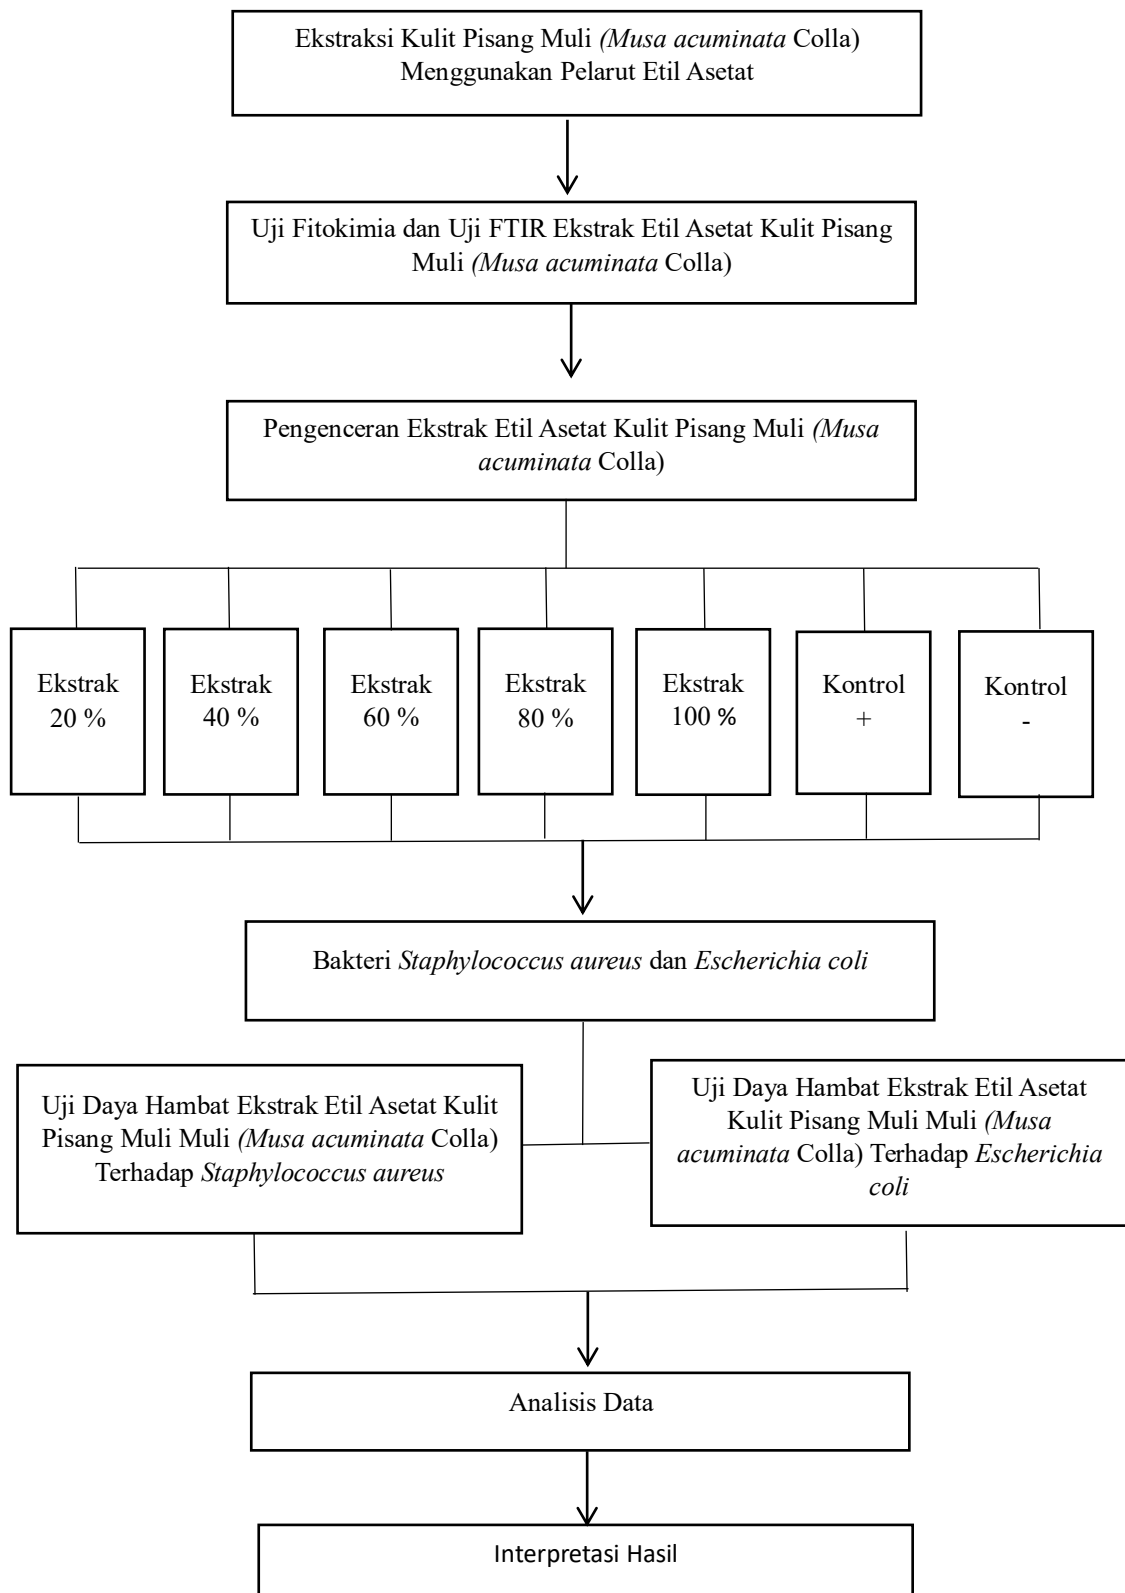 Ekstraksi Kulit Pisang Muli (Musa acuminata Colla)
Menggunakan Pelarut Etil Asetat
Uji Fitokimia dan Uji FTIR Ekstrak Etil Asetat Kulit Pisang
Muli (Musa acuminata Colla)
Pengenceran Ekstrak Etil Asetat Kulit Pisang Muli (Musa
acuminata Colla)
Ekstrak
20 %
Ekstrak
40 %
Ekstrak
60 %
Ekstrak
80 %
Ekstrak
100 %
Kontrol
+
Kontrol
-
Bakteri Staphylococcus aureus dan Escherichia coli
Uji Daya Hambat Ekstrak Etil Asetat Kulit
Pisang Muli Muli (Musa acuminata Colla)
Terhadap Staphylococcus aureus
Uji Daya Hambat Ekstrak Etil Asetat
Kulit Pisang Muli Muli (Musa
acuminata Colla) Terhadap Escherichia
coli
Analisis Data
Interpretasi Hasil